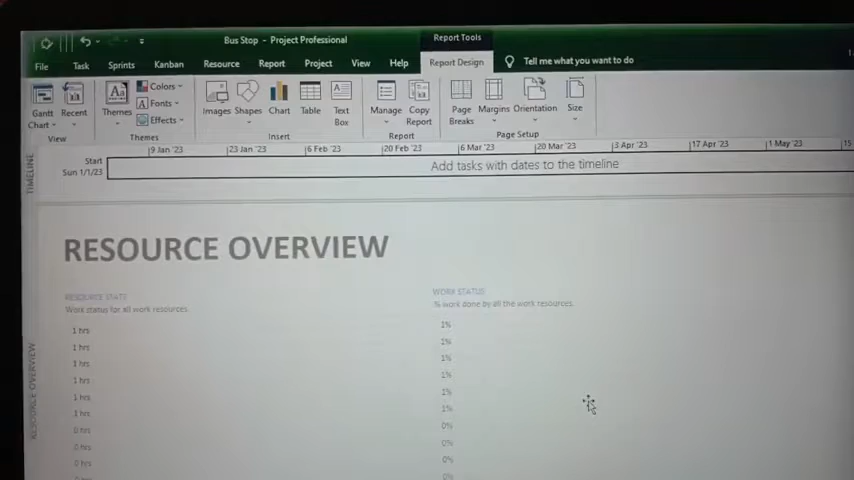 Bus Stop - Project Professional
Report Tools
File Task Sprints Kanban Resource Report Project View Help Report Design Tell me what you want to do
Gantt Chart Recent
View
Themes
Colors
Fonts
Effects
Themes
Images Shapes Chart Table Text Box
Insert
Manage Copy Report
Report
Page Breaks Margins Orientation Size
Page Setup
TIMELINE
Start
Sun 1/1/23
9 Jan '23 23 Jan '23 6 Feb '23 20 Feb '23 6 Mar '23 20 Mar '23 3 Apr '23 17 Apr '23 1 May '23 15
Add tasks with dates to the timeline
RESOURCE OVERVIEW
RESOURCE OVERVIEW
RESOURCE STATS
Work status for all work resources.
1 hrs
1 hrs
1 hrs
1 hrs
1 hrs
1 hrs
0 hrs
0 hrs
0 hrs
WORK STATUS
% work done by all the work resources.
1%
1%
1%
1%
1%
1%
0%
0%
0%
0%